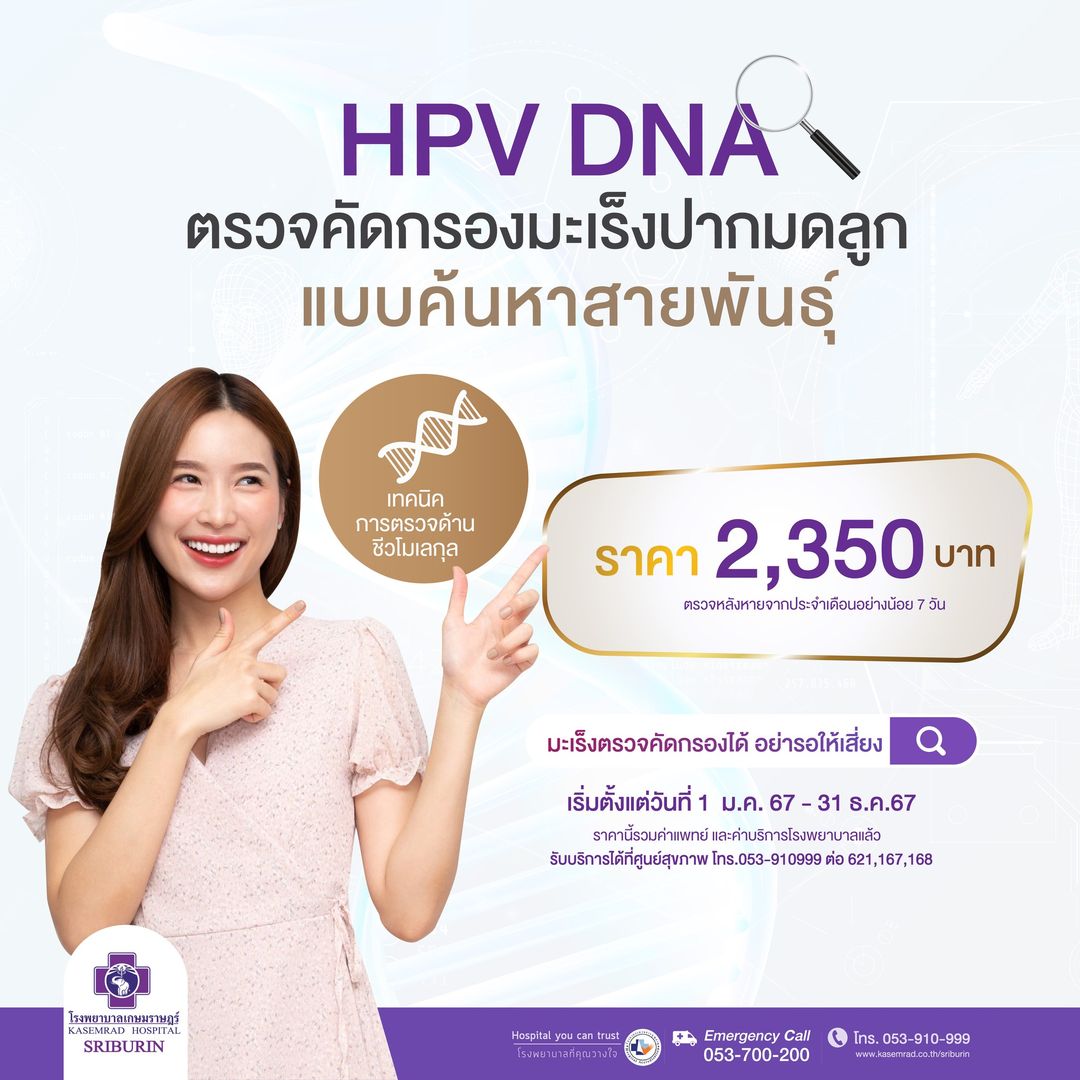 HPV DNA
ตรวจคัดกรองมะเร็งปากมดลูก
แบบค้นหาสายพันธุ์
เทคนิค
การตรวจด้าน
ชีวโมเลกุล
ราคา 2,350 บาท
ตรวจหลังหายจากประจำเดือนอย่างน้อย 7 วัน
มะเร็งตรวจคัดกรองได้ อย่ารอให้เสี่ยง
เริ่มตั้งแต่วันที่ 1 ม.ค. 67 - 31 ธ.ค.67
ราคานี้รวมค่าแพทย์ และค่าบริการโรงพยาบาลแล้ว
รับบริการได้ที่ศูนย์สุขภาพ โทร.053-910999 ต่อ 621,167,168
โรงพยาบาลเกษมราษฎร์
KASEMRAD HOSPITAL
SRIBURIN
Hospital you can trust
โรงพยาบาลที่คุณวางใจ
Emergency Call
053-700-200
โทร. 053-910-999
www.kasemrad.co.th/sriburin